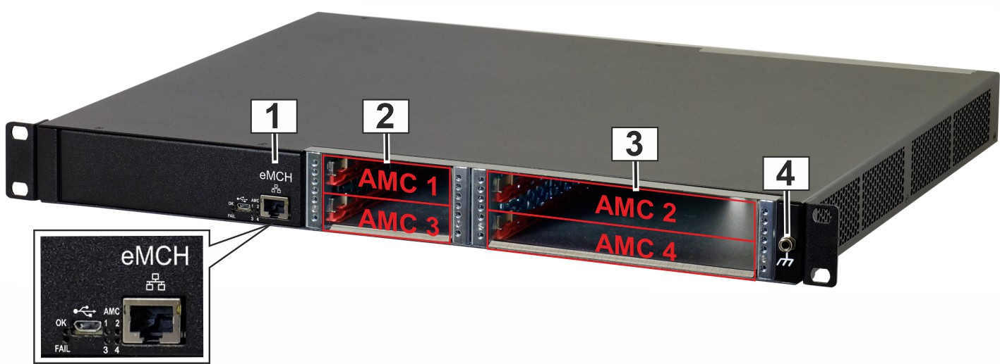 1
2
3
4
eMCH
AMC
OK
1 2
FAIL
3 4
AMC 1
AMC 3
AMC 2
AMC 4
eMCH
AMC
OK
1 2
FAIL
3 4